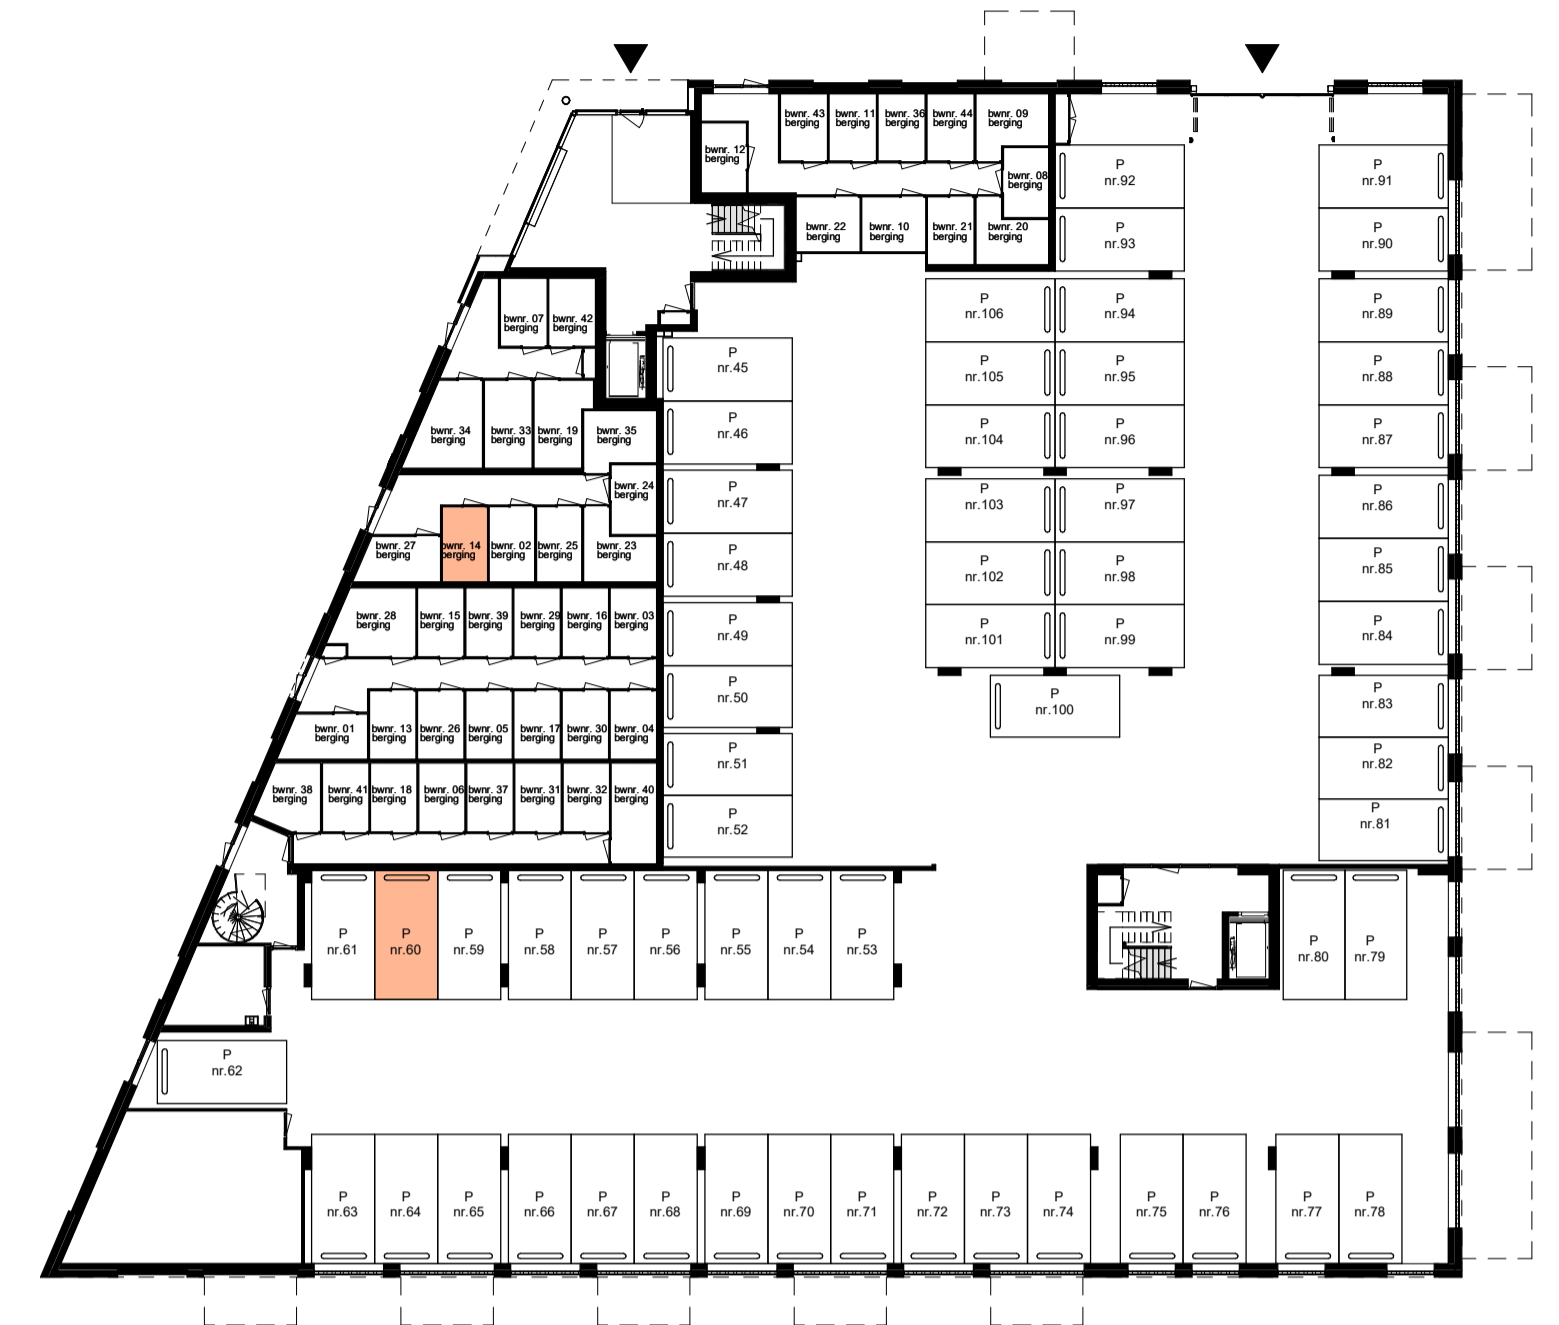 bwnr. 43
berging
bwnr. 11
berging
bwnr. 36
berging
bwnr. 44
berging
bwnr. 09
berging
bwnr. 12
berging
bwnr. 08
berging
bwnr. 22
berging
bwnr. 10
berging
bwnr. 21
berging
bwnr. 20
berging
P
nr.92
P
nr.91
P
nr.93
P
nr.90
bwnr. 07
berging
bwnr. 42
berging
P
nr.106
P
nr.94
P
nr.89
P
nr.45
P
nr.105
P
nr.95
P
nr.88
bwnr. 34
berging
bwnr. 33
berging
bwnr. 19
berging
bwnr. 35
berging
P
nr.46
P
nr.104
P
nr.96
P
nr.87
bwnr. 24
berging
P
nr.47
P
nr.103
P
nr.97
P
nr.86
bwnr. 27
berging
bwnr. 14
berging
bwnr. 02
berging
bwnr. 25
berging
bwnr. 23
berging
P
nr.48
P
nr.102
P
nr.98
P
nr.85
bwnr. 28
berging
bwnr. 15
berging
bwnr. 39
berging
bwnr. 29
berging
bwnr. 16
berging
bwnr. 03
berging
P
nr.49
P
nr.101
P
nr.99
P
nr.84
P
nr.50
P
nr.100
P
nr.83
bwnr. 01
berging
bwnr. 13
berging
bwnr. 26
berging
bwnr. 05
berging
bwnr. 17
berging
bwnr. 30
berging
bwnr. 04
berging
P
nr.51
P
nr.82
bwnr. 38
berging
bwnr. 41
berging
bwnr. 18
berging
bwnr. 06
berging
bwnr. 37
berging
bwnr. 31
berging
bwnr. 32
berging
bwnr. 40
berging
P
nr.52
P
nr.81
P
nr.61
P
nr.60
P
nr.59
P
nr.58
P
nr.57
P
nr.56
P
nr.55
P
nr.54
P
nr.53
P
nr.80
P
nr.79
P
nr.62
P
nr.63
P
nr.64
P
nr.65
P
nr.66
P
nr.67
P
nr.68
P
nr.69
P
nr.70
P
nr.71
P
nr.72
P
nr.73
P
nr.74
P
nr.75
P
nr.76
P
nr.77
P
nr.78